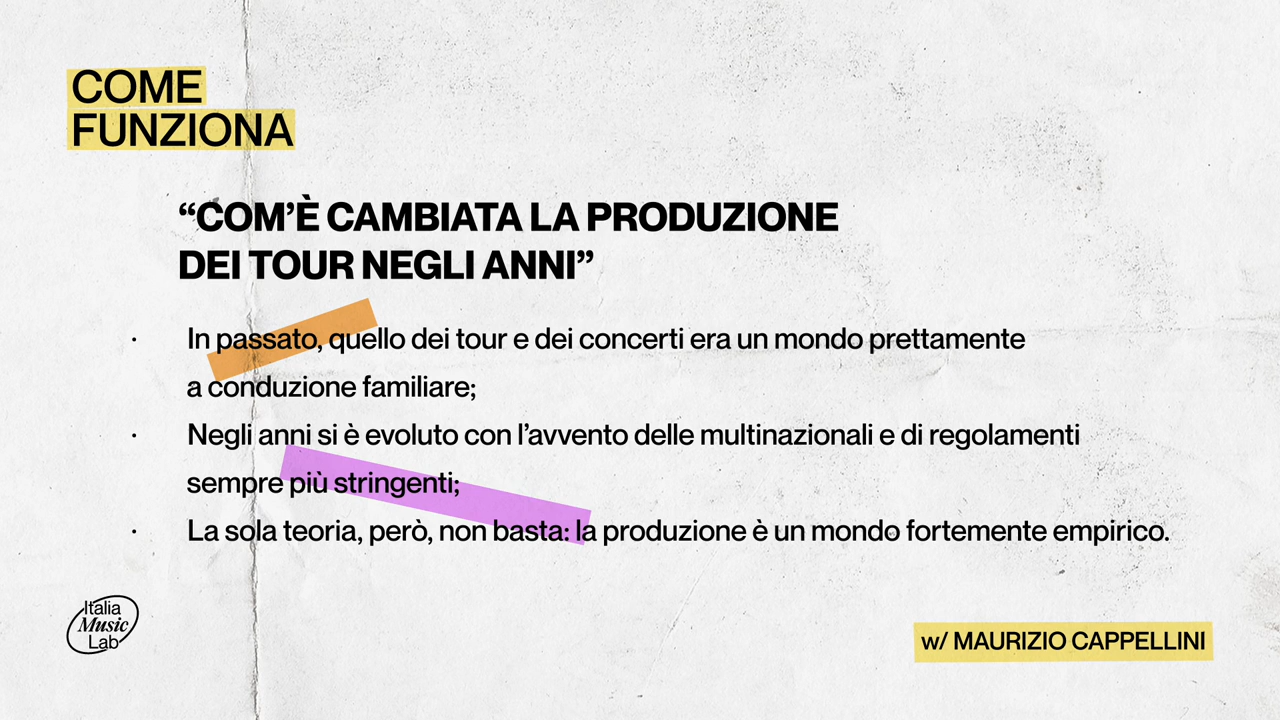 COME
FUNZIONA
“COM’È CAMBIATA LA PRODUZIONE
DEI TOUR NEGLI ANNI”
· In passato, quello dei tour e dei concerti era un mondo prettamente
a conduzione familiare;
· Negli anni si è evoluto con l’avvento delle multinazionali e di regolamenti
sempre più stringenti;
· La sola teoria, però, non basta: la produzione è un mondo fortemente empirico.
Italia
Music
Lab
w/ MAURIZIO CAPPELLINI